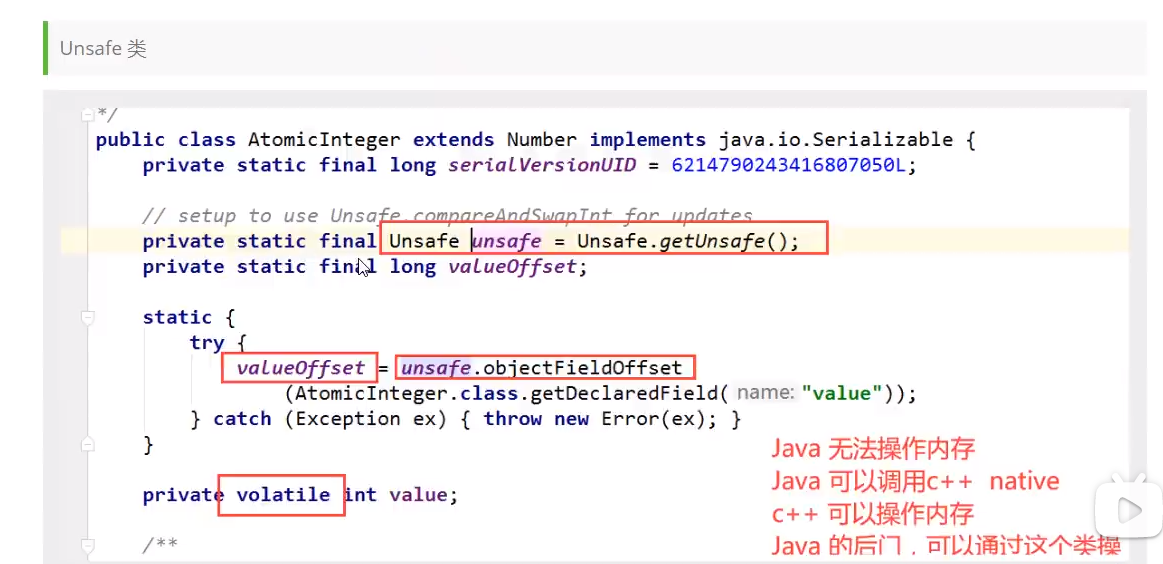 Unsafe 类
*/
public class AtomicInteger extends Number implements java.io.Serializable {
private static final long serialVersionUID = 6214790243416807050L;
// setup to use Unsafe.compareAndSwapInt for updates
private static final Unsafe unsafe = Unsafe.getUnsafe();
private static final long valueOffset;
static {
try {
valueOffset = unsafe.objectFieldOffset
(AtomicInteger.class.getDeclaredField( name: "value"));
} catch (Exception ex) { throw new Error(ex); }
}
Java 无法操作内存
Java 可以调用c++ native
private volatile int value;
c++ 可以操作内存
/**
Java 的后门，可以通过这个类操